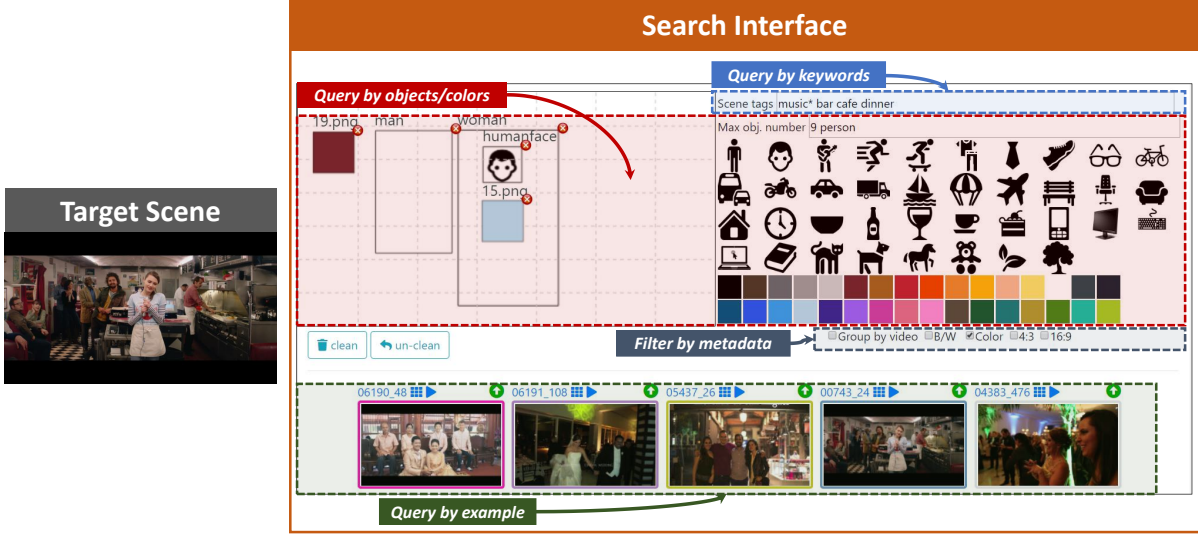 Search Interface
Query by keywords
Query by objects/colors
Scene tags music* bar cafe dinner
19.png man woman
Max obj. number 9 person
humanface
15.png
Target Scene
clean un-clean
Filter by metadata
Group by video B/W Color 4:3 16:9
06190_48 06191_108 05437_26 00743_24 04383_476
Query by example